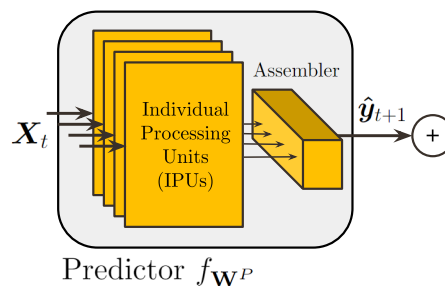 Assembler
Individual
Processing
Units
(IPUs)
X_t
ŷ_{t+1}
+
Predictor f_{W^P}